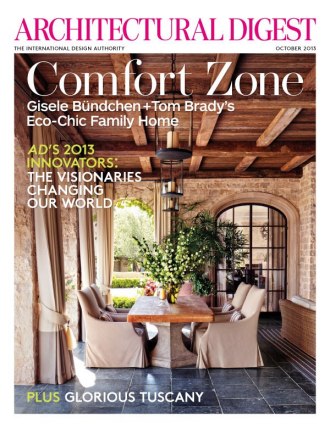 ARCHITECTURAL DIGEST
THE INTERNATIONAL DESIGN AUTHORITY OCTOBER 2013
Comfort Zone
Gisele Bündchen+Tom Brady's
Eco-Chic Family Home
AD'S 2013
INNOVATORS:
THE VISIONARIES
CHANGING
OUR WORLD
PLUS GLORIOUS TUSCANY